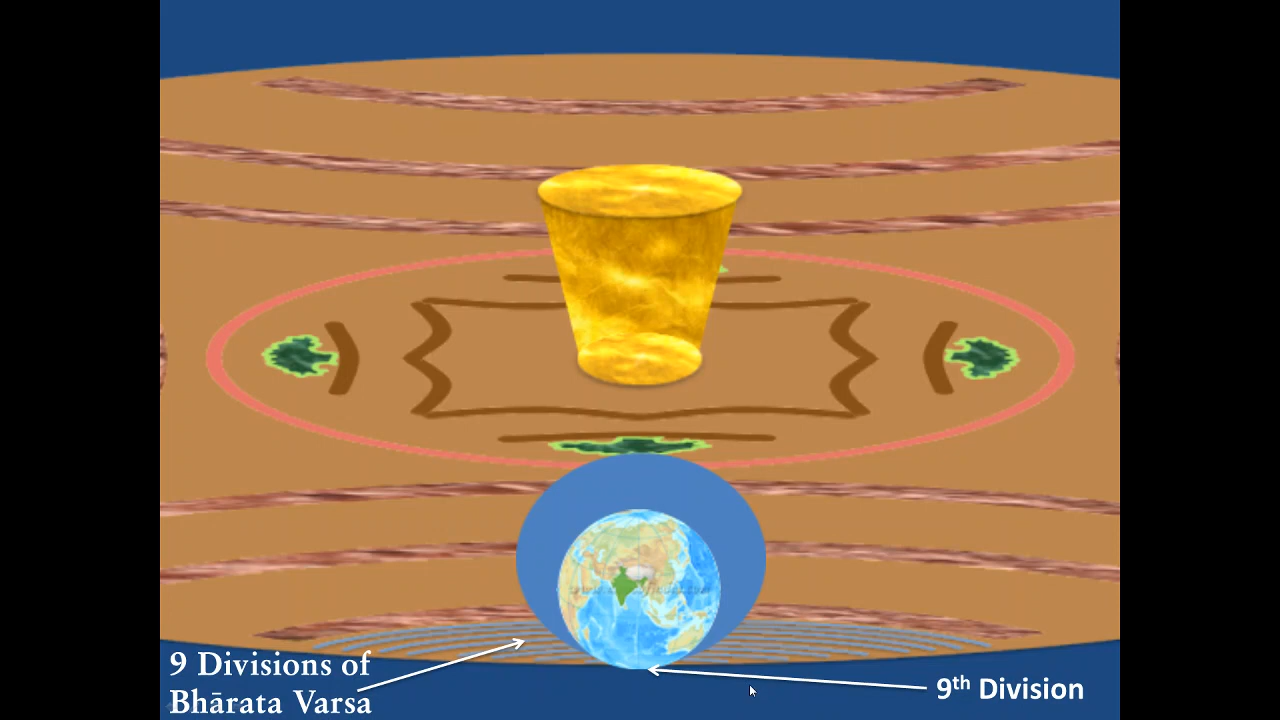 9 Divisions of
Bhārata Varsa
9th Division